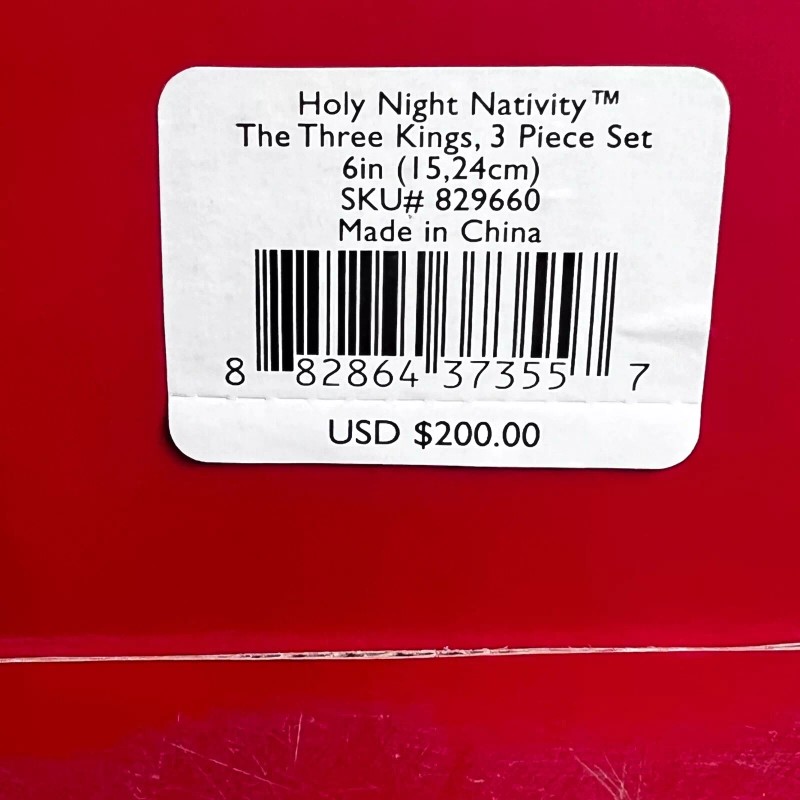 Holy Night Nativity™
The Three Kings, 3 Piece Set
6in (15,24cm)
SKU# 829660
Made in China
8 82864 37355 7
USD $200.00